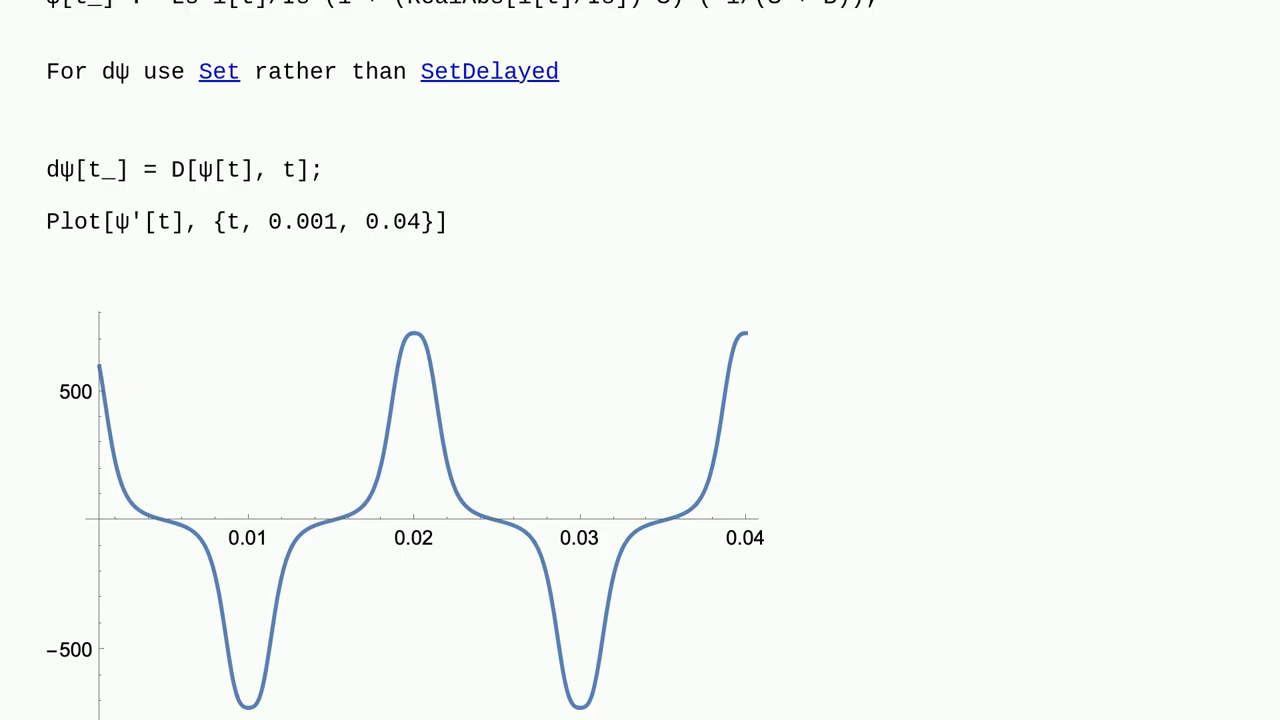 For dψ use Set rather than SetDelayed
dψ[t_] = D[ψ[t], t];
Plot[ψ'[t], {t, 0.001, 0.04}]
500
0.01 0.02 0.03 0.04
−500